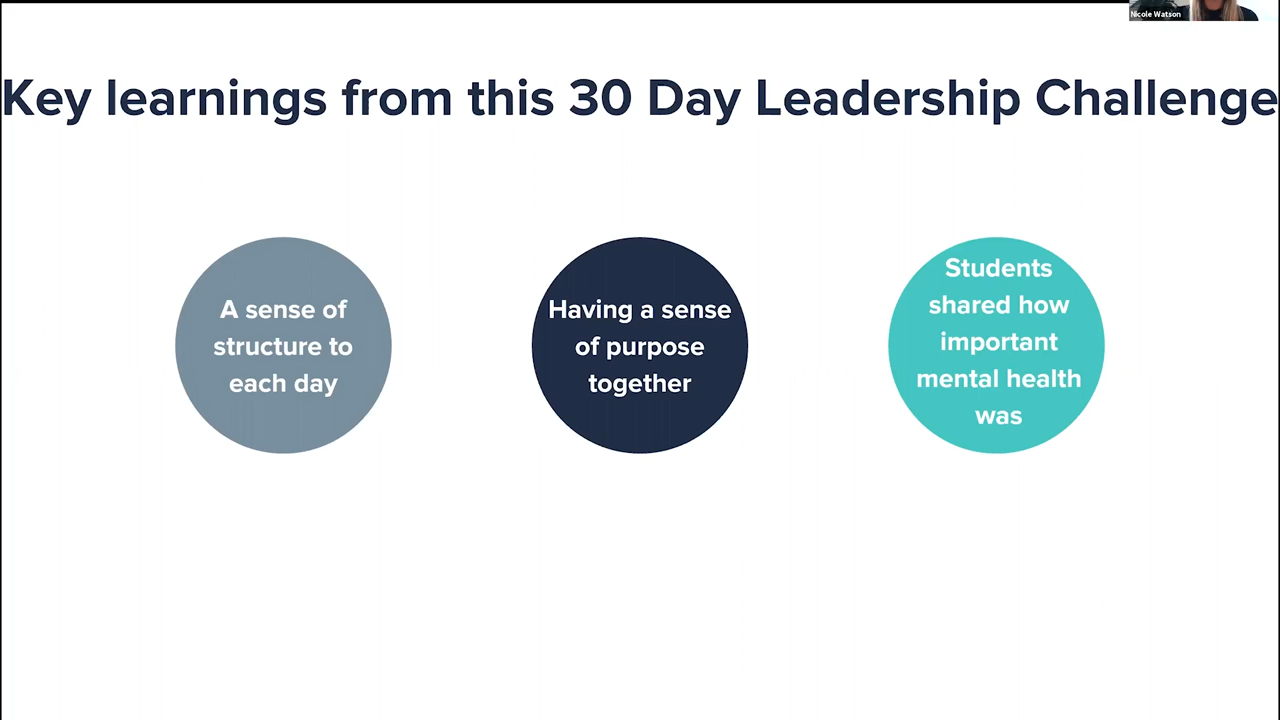 Nicole Watson
Key learnings from this 30 Day Leadership Challenge
A sense of
structure to
each day
Having a sense
of purpose
together
Students
shared how
important
mental health
was